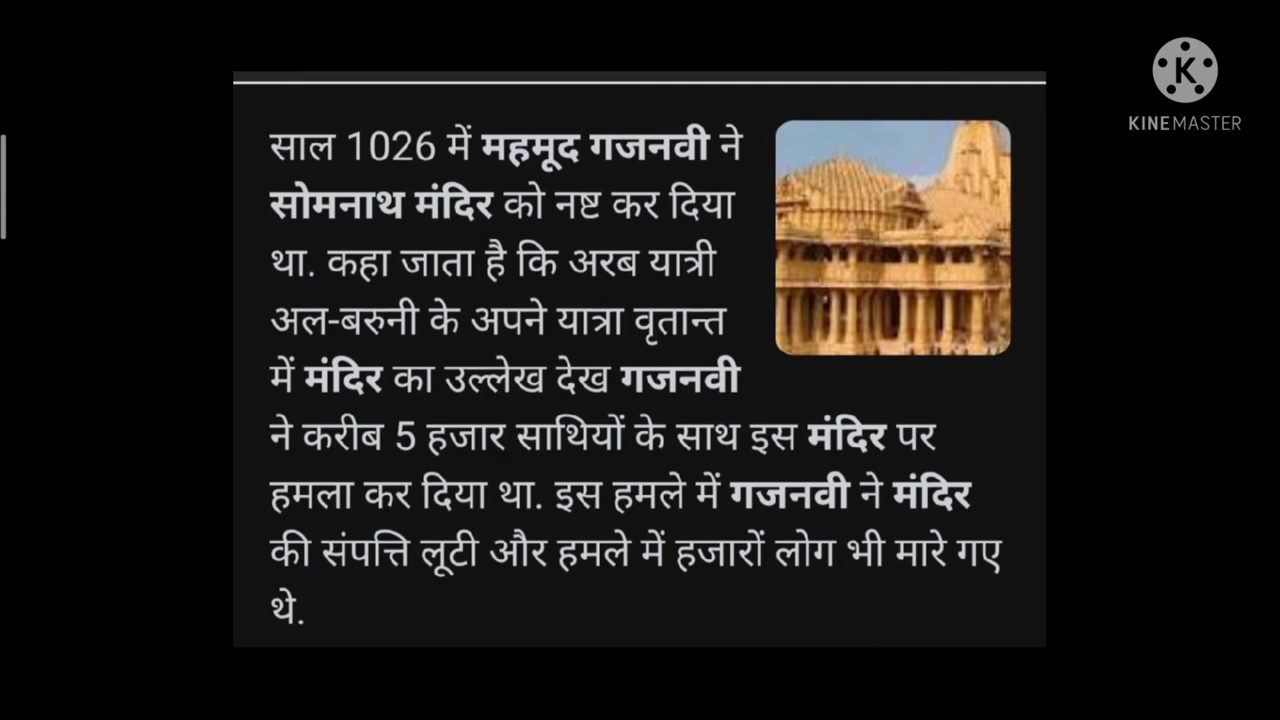 साल 1026 में महमूद गजनवी ने
सोमनाथ मंदिर को नष्ट कर दिया
था. कहा जाता है कि अरब यात्री
अल-बरुनी के अपने यात्रा वृतान्त
में मंदिर का उल्लेख देख गजनवी
ने करीब 5 हजार साथियों के साथ इस मंदिर पर
हमला कर दिया था. इस हमले में गजनवी ने मंदिर
की संपत्ति लूटी और हमले में हजारों लोग भी मारे गए
थे.
K
KINEMASTER